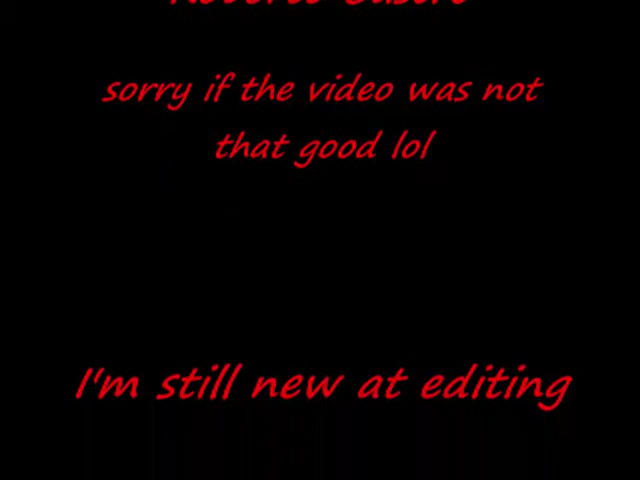 sorry if the video was not
that good lol
I'm still new at editing